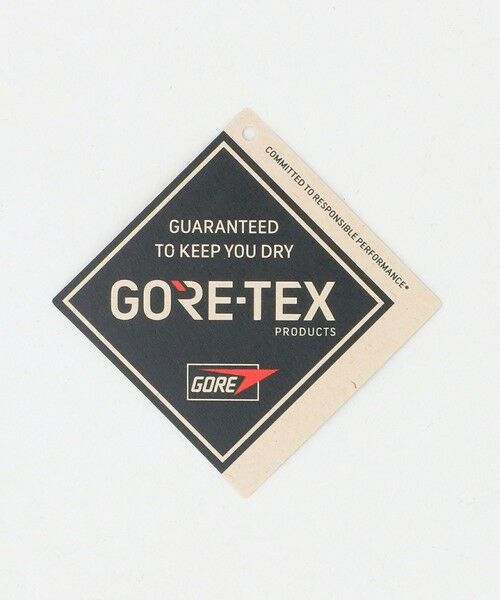 COMMITTED TO RESPONSIBLE PERFORMANCE®
GUARANTEED
TO KEEP YOU DRY
GORE-TEX
PRODUCTS
GORE